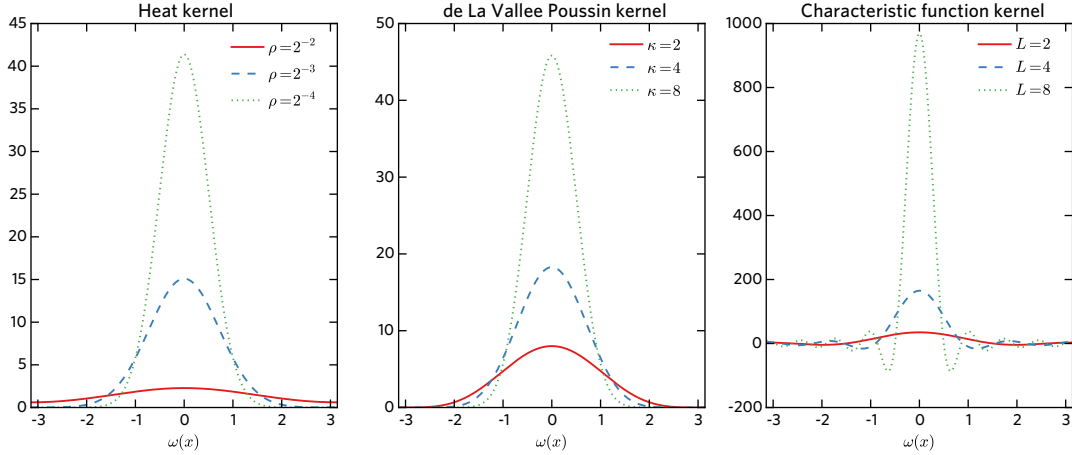 Heat kernel
45
40
35
30
25
20
15
10
5
0
-3 -2 -1 0 1 2 3
ω(x)
ρ=2⁻²
ρ=2⁻³
ρ=2⁻⁴
de La Vallee Poussin kernel
50
40
30
20
10
0
-3 -2 -1 0 1 2 3
ω(x)
κ=2
κ=4
κ=8
Characteristic function kernel
1000
800
600
400
200
0
-200
-3 -2 -1 0 1 2 3
ω(x)
L=2
L=4
L=8